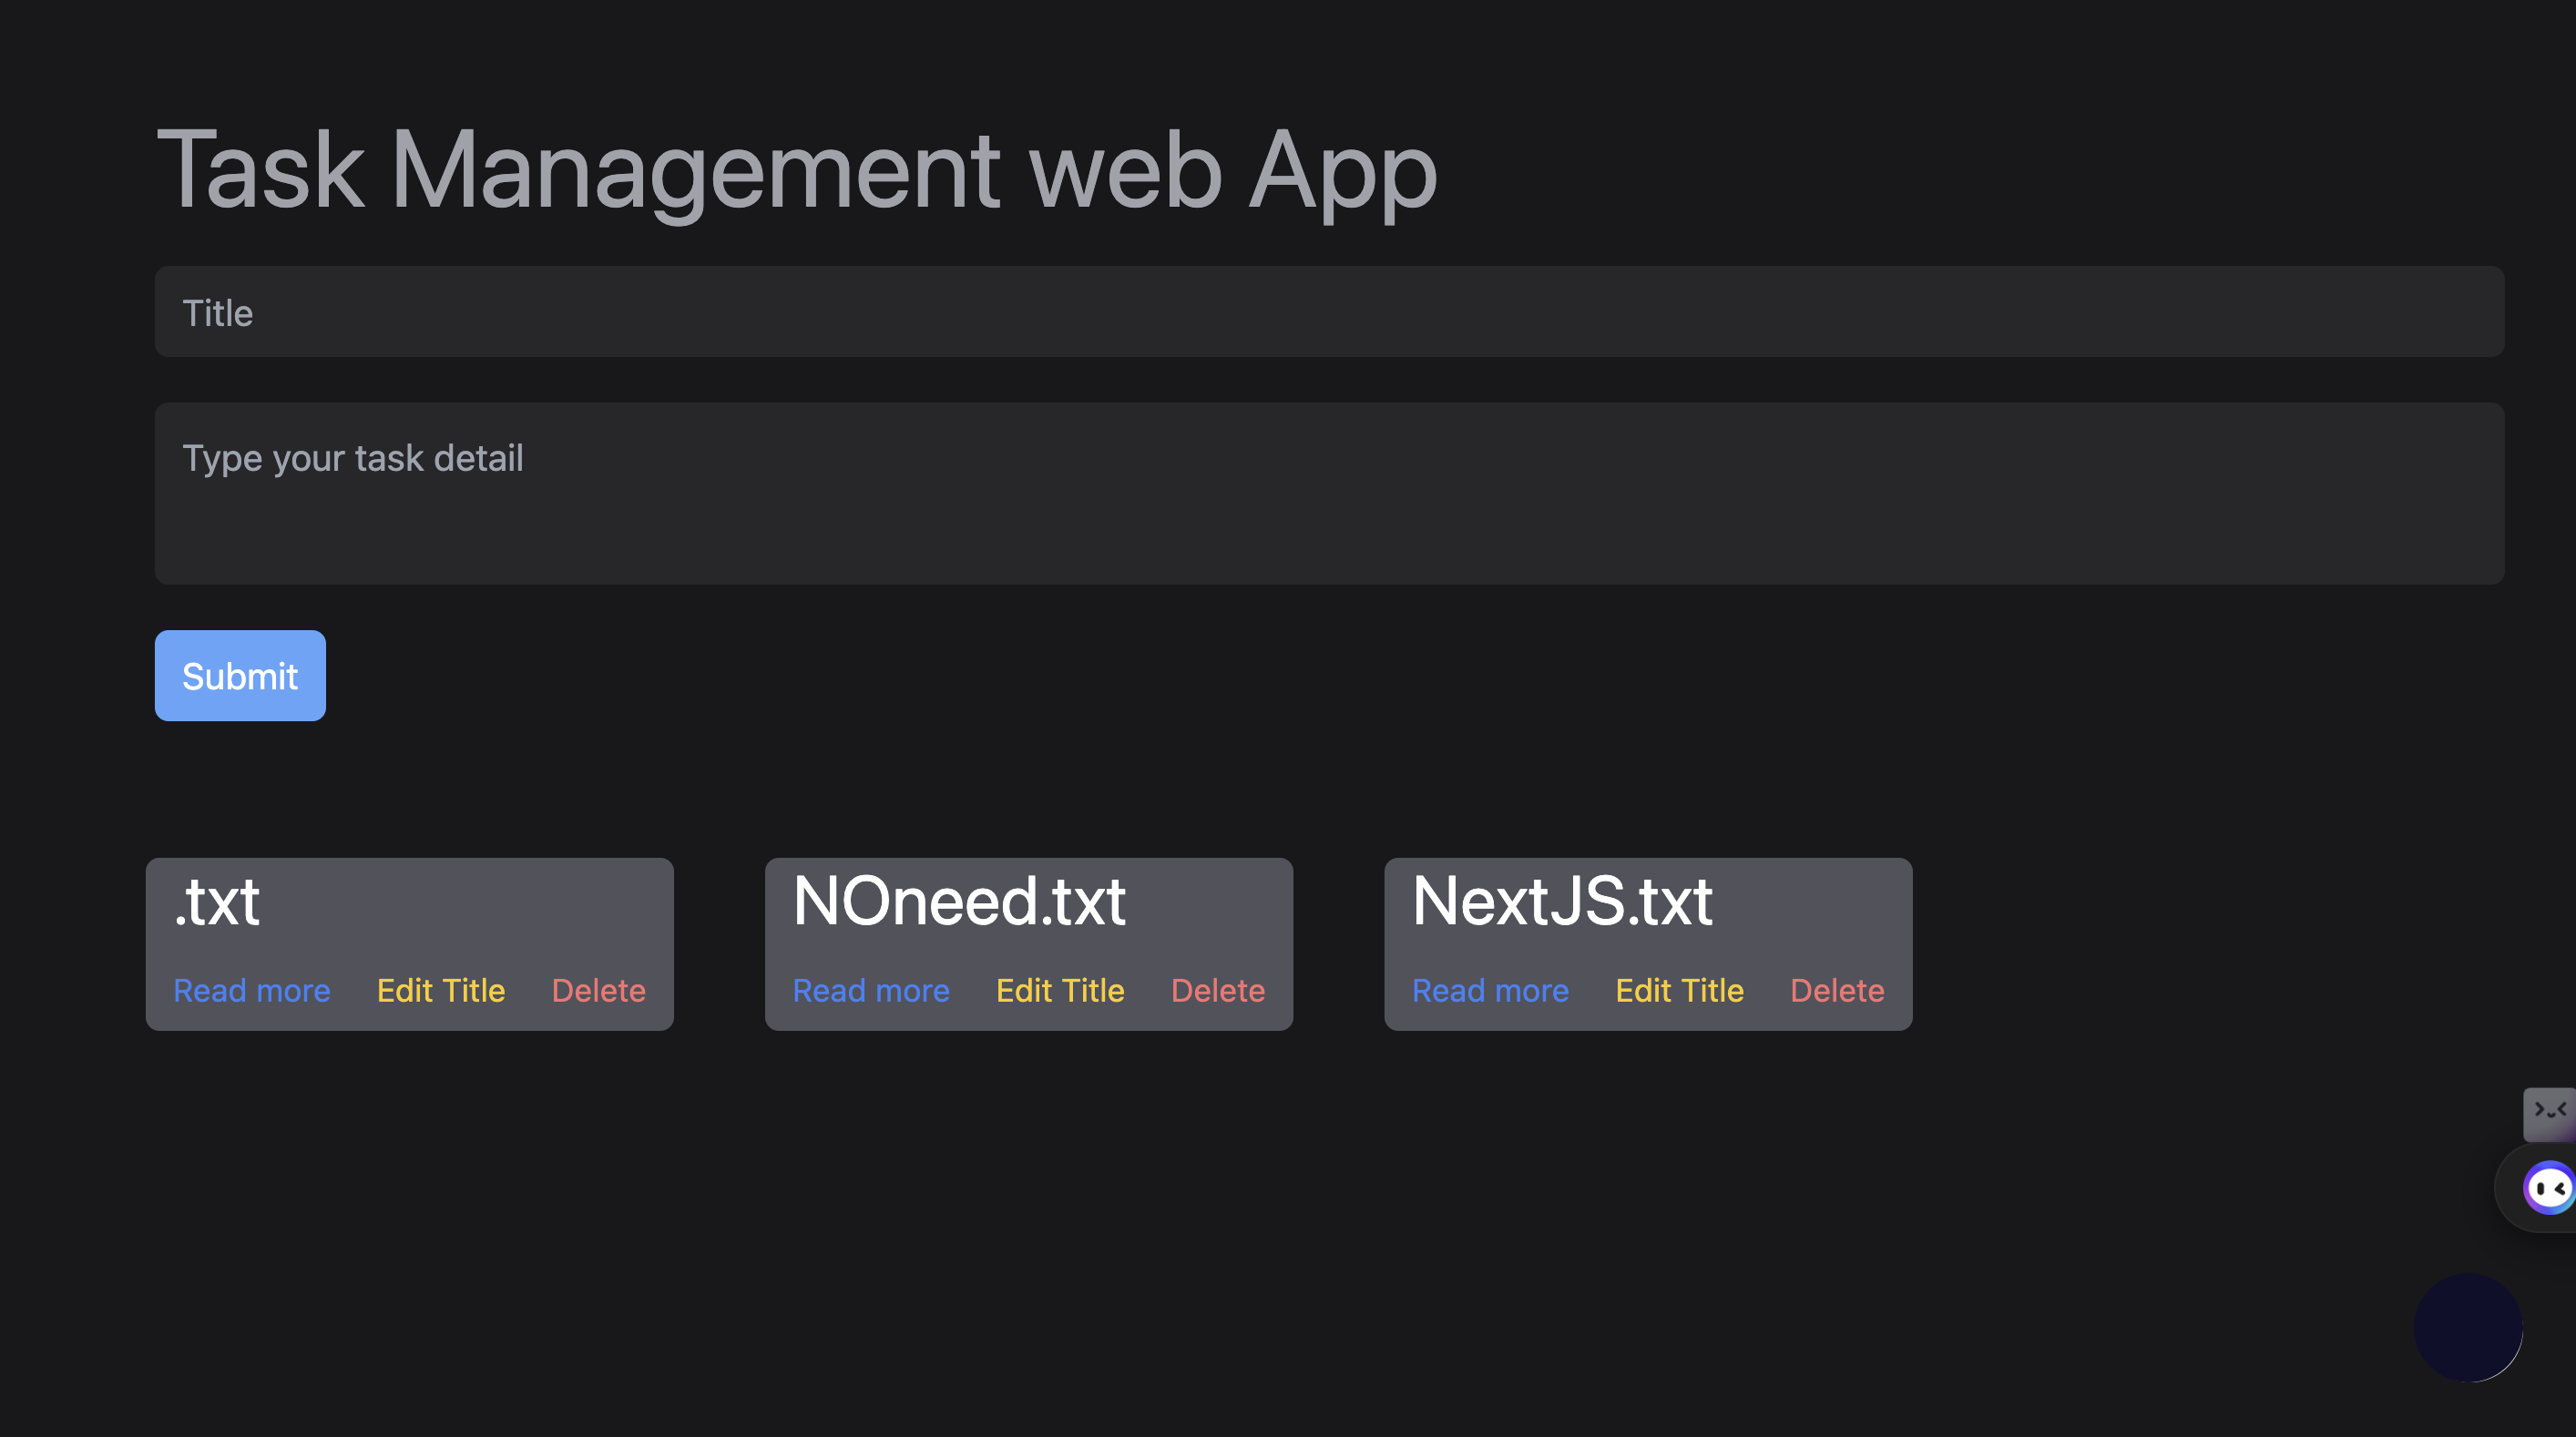 Task Management web App
Title
Type your task detail
Submit
.txt
Read more Edit Title Delete
NOneed.txt
Read more Edit Title Delete
NextJS.txt
Read more Edit Title Delete